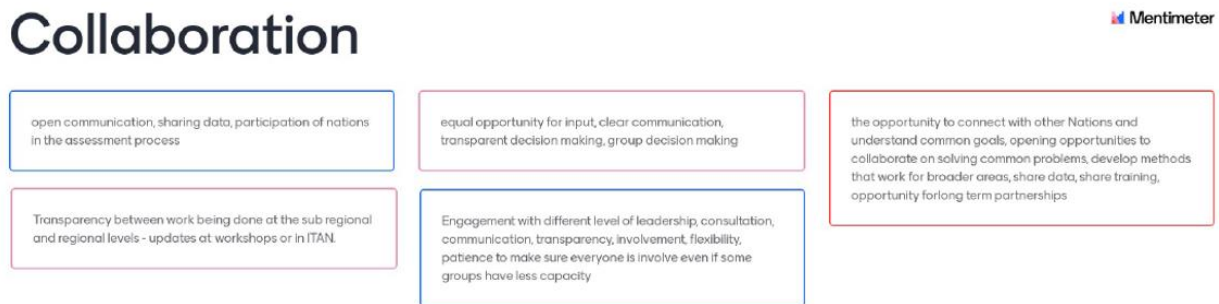 Collaboration
Mentimeter
open communication, sharing data, participation of nations
in the assessment process
Transparency between work being done at the sub regional
and regional levels - updates at workshops or in ITAN.
equal opportunity for input, clear communication,
transparent decision making, group decision making
Engagement with different level of leadership, consultation,
communication, transparency, involvement, flexibility,
patience to make sure everyone is involve even if some
groups have less capacity
the opportunity to connect with other Nations and
understand common goals, opening opportunities to
collaborate on solving common problems, develop methods
that work for broader areas, share data, share training,
opportunity forlong term partnerships